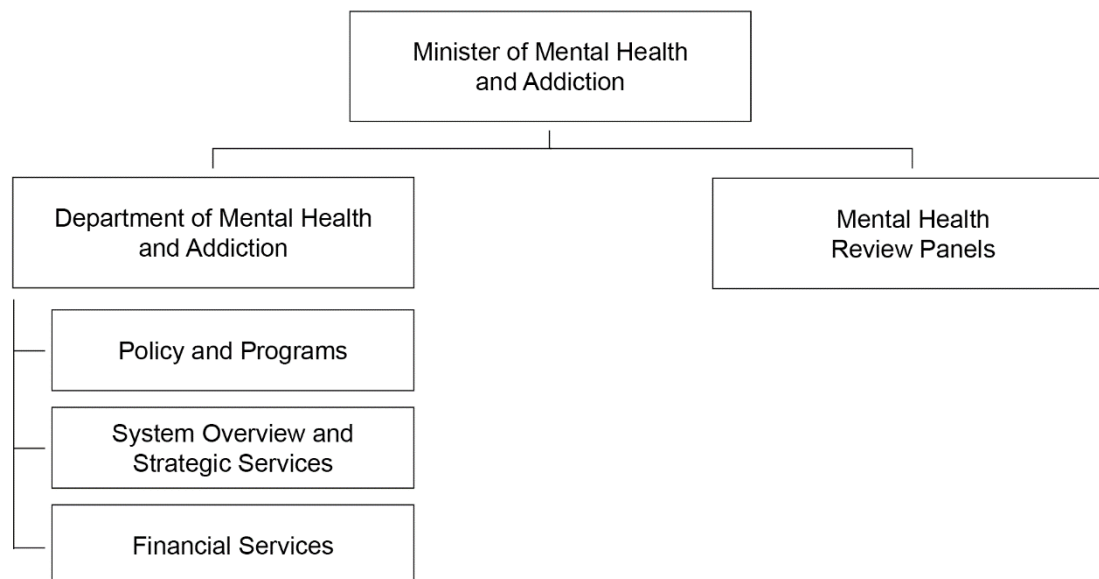 Minister of Mental Health
and Addiction
Department of Mental Health
and Addiction
Mental Health
Review Panels
Policy and Programs
System Overview and
Strategic Services
Financial Services